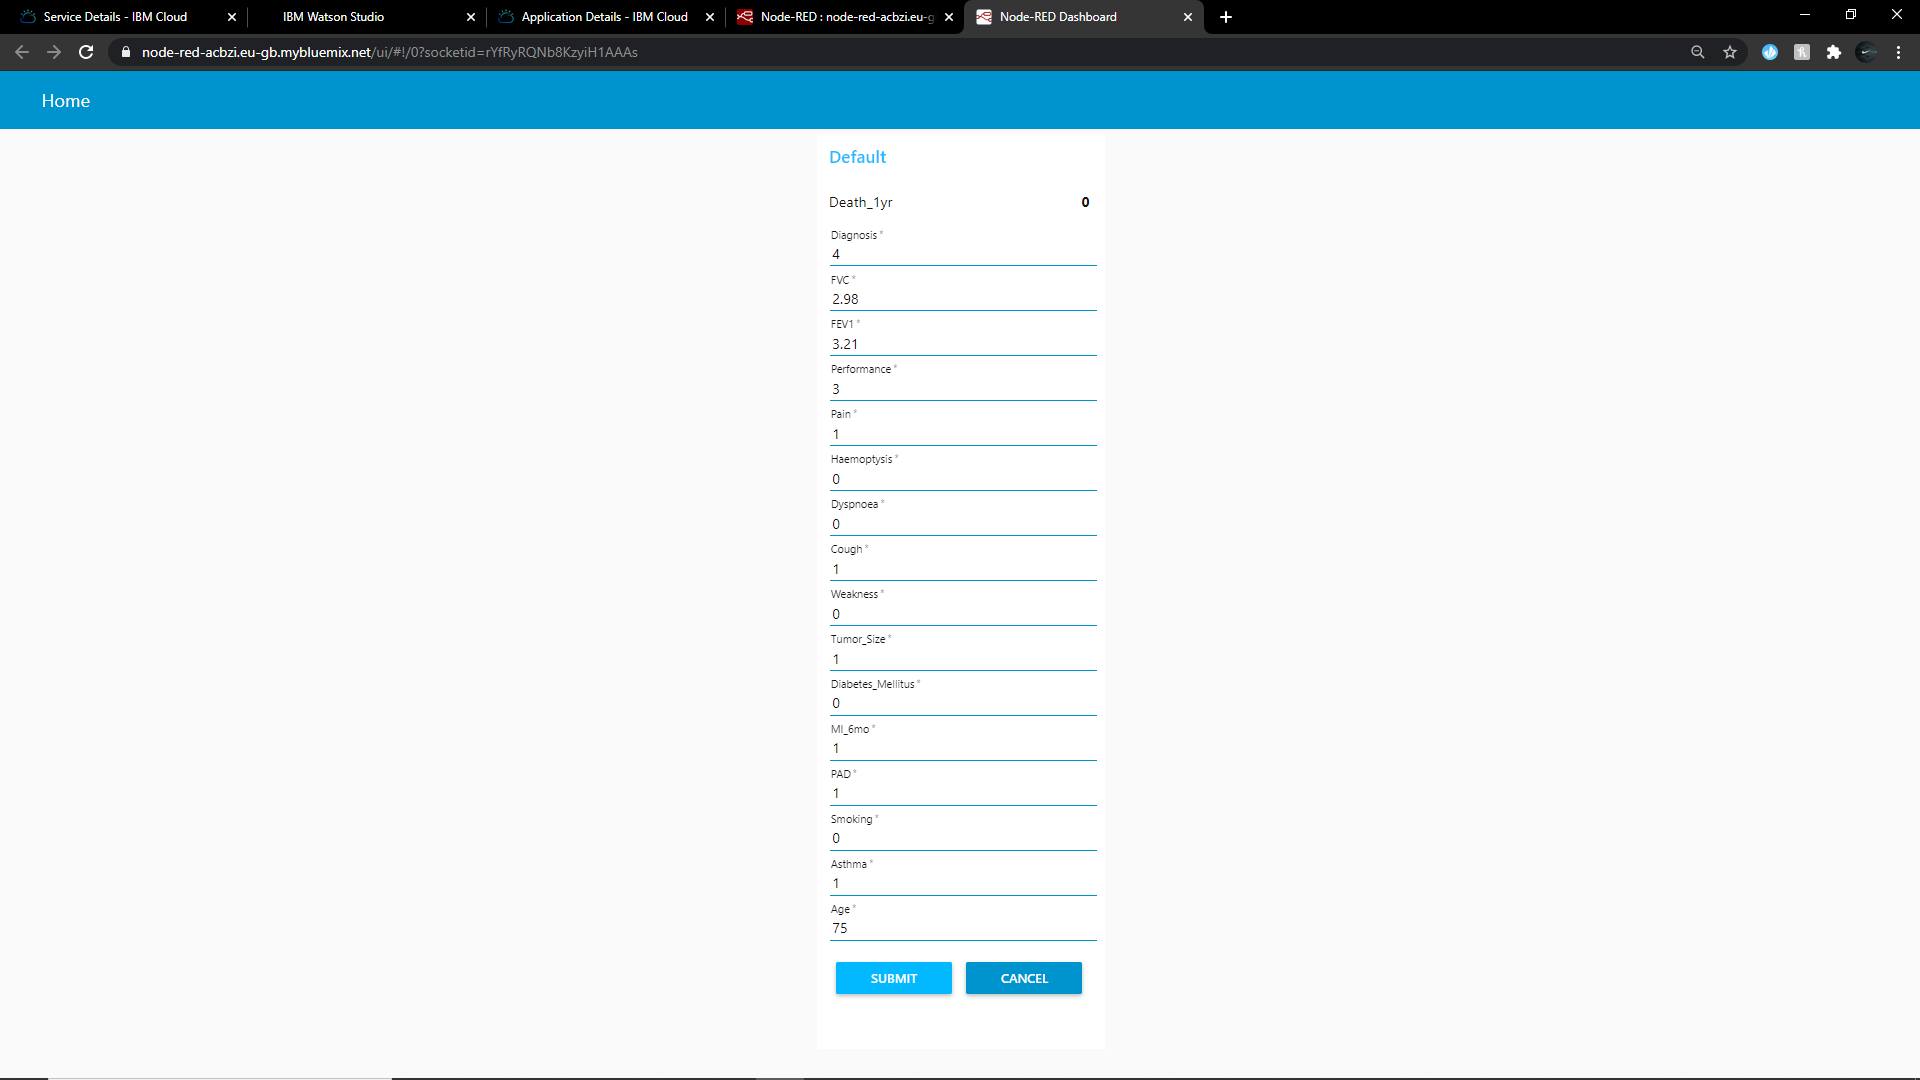 Service Details - IBM Cloud
IBM Watson Studio
Application Details - IBM Cloud
Node-RED : node-red-acbzi.eu-g
Node-RED Dashboard
node-red-acbzi.eu-gb.mybluemix.net/ui/#!/0?socketid=rYfRyRQNb8KzyiH1AAAs
Home
Default
Death_1yr 0
Diagnosis *
4
FVC *
2.98
FEV1 *
3.21
Performance *
3
Pain *
1
Haemoptysis *
0
Dyspnoea *
0
Cough *
1
Weakness *
0
Tumor_Size *
1
Diabetes_Mellitus *
0
MI_6mo *
1
PAD *
1
Smoking *
0
Asthma *
1
Age *
75
SUBMIT CANCEL